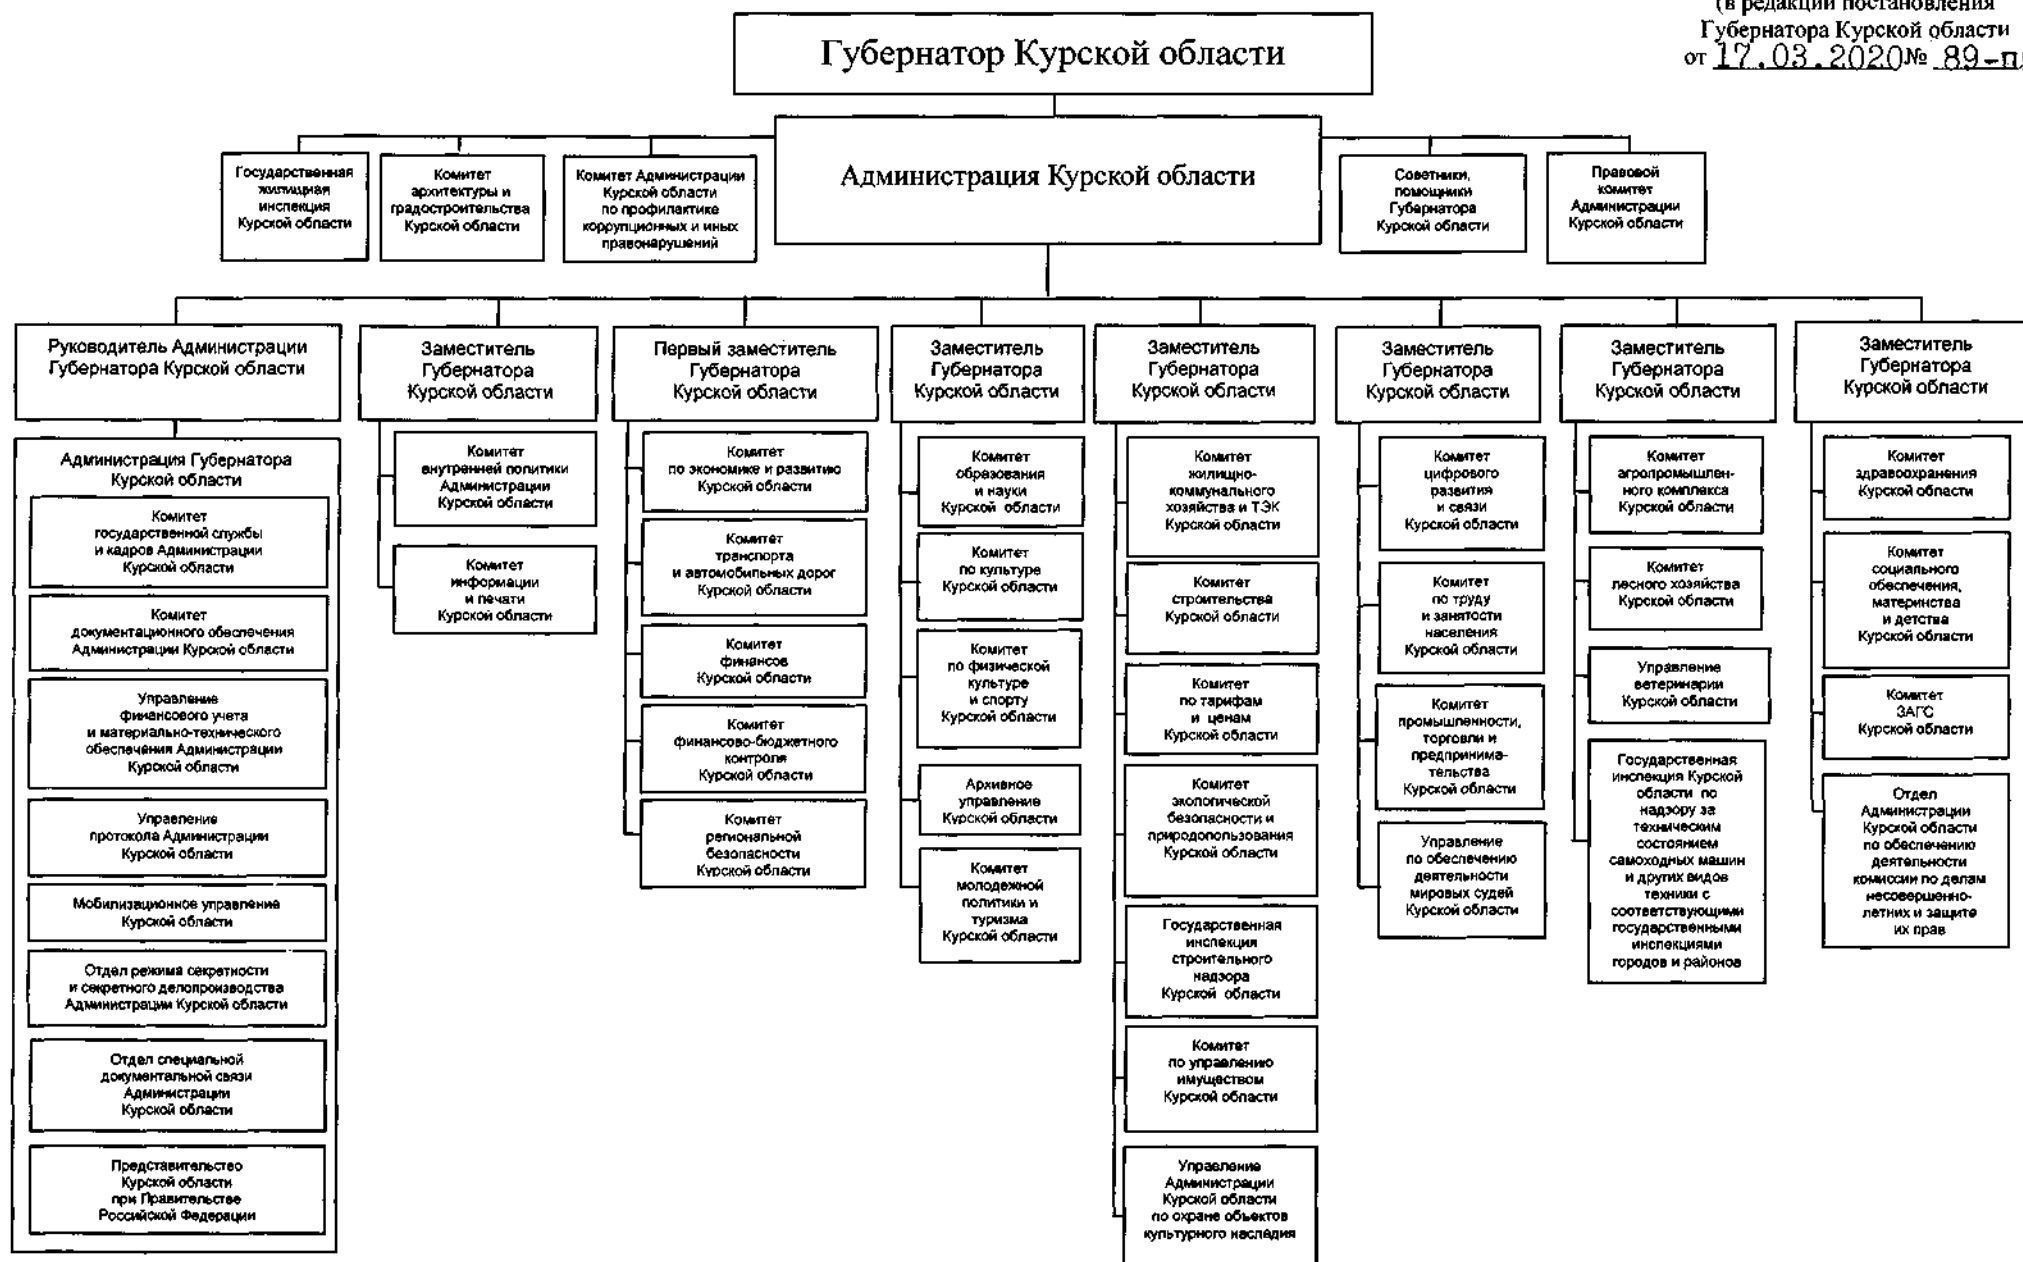 (в редакции постановления
Губернатора Курской области
от 17.03.2020№ 89-п
Губернатор Курской области
Администрация Курской области
Государственная
жилищная
инспекция
Курской области
Комитет
архитектуры и
градостроительства
Курской области
Комитет Администрации
Курской области
по профилактике
коррупционных и иных
правонарушений
Советники,
помощники
Губернатора
Курской области
Правовой
комитет
Администрации
Курской области
Руководитель Администрации
Губернатора Курской области
Администрация Губернатора
Курской области
Комитет
государственной службы
и кадров Администрации
Курской области
Комитет
документационного обеспечения
Администрации Курской области
Управление
финансового учета
и материально-технического
обеспечения Администрации
Курской области
Управление
протокола Администрации
Курской области
Мобилизационное управление
Курской области
Отдел режима секретности
и секретного делопроизводства
Администрации Курской области
Отдел специальной
документальной связи
Администрации
Курской области
Представительство
Курской области
при Правительстве
Российской Федерации
Заместитель
Губернатора
Курской области
Комитет
внутренней политики
Администрации
Курской области
Комитет
информации
и печати
Курской области
Первый заместитель
Губернатора
Курской области
Комитет
по экономике и развитию
Курской области
Комитет
транспорта
и автомобильных дорог
Курской области
Комитет
финансов
Курской области
Комитет
финансово-бюджетного
контроля
Курской области
Комитет
региональной
безопасности
Курской области
Заместитель
Губернатора
Курской области
Комитет
образования
и науки
Курской области
Комитет
по культуре
Курской области
Комитет
по физической
культуре
и спорту
Курской области
Архивное
управление
Курской области
Комитет
молодежной
политики и
туризма
Курской области
Заместитель
Губернатора
Курской области
Комитет
жилищно-
коммунального
хозяйства и ТЭК
Курской области
Комитет
строительства
Курской области
Комитет
по тарифам
и ценам
Курской области
Комитет
экологической
безопасности и
природопользования
Курской области
Государственная
инспекция
строительного
надзора
Курской области
Комитет
по управлению
имуществом
Курской области
Управление
Администрации
Курской области
по охране объектов
культурного наследия
Заместитель
Губернатора
Курской области
Комитет
цифрового
развития
и связи
Курской области
Комитет
по труду
и занятости
населения
Курской области
Комитет
промышленности,
торговли и
предпринима-
тельства
Курской области
Управление
по обеспечению
деятельности
мировых судей
Курской области
Заместитель
Губернатора
Курской области
Комитет
агропромышлен-
ного комплекса
Курской области
Комитет
лесного хозяйства
Курской области
Управление
ветеринарии
Курской области
Государственная
инспекция Курской
области по
надзору за
техническим
состоянием
самоходных машин
и других видов
техники с
соответствующими
государственными
инспекциями
городов и районов
Заместитель
Губернатора
Курской области
Комитет
здравоохранения
Курской области
Комитет
социального
обеспечения,
материнства
и детства
Курской области
Комитет
ЗАГС
Курской области
Отдел
Администрации
Курской области
по обеспечению
деятельности
комиссии по делам
несовершенно-
летних и защите
их прав